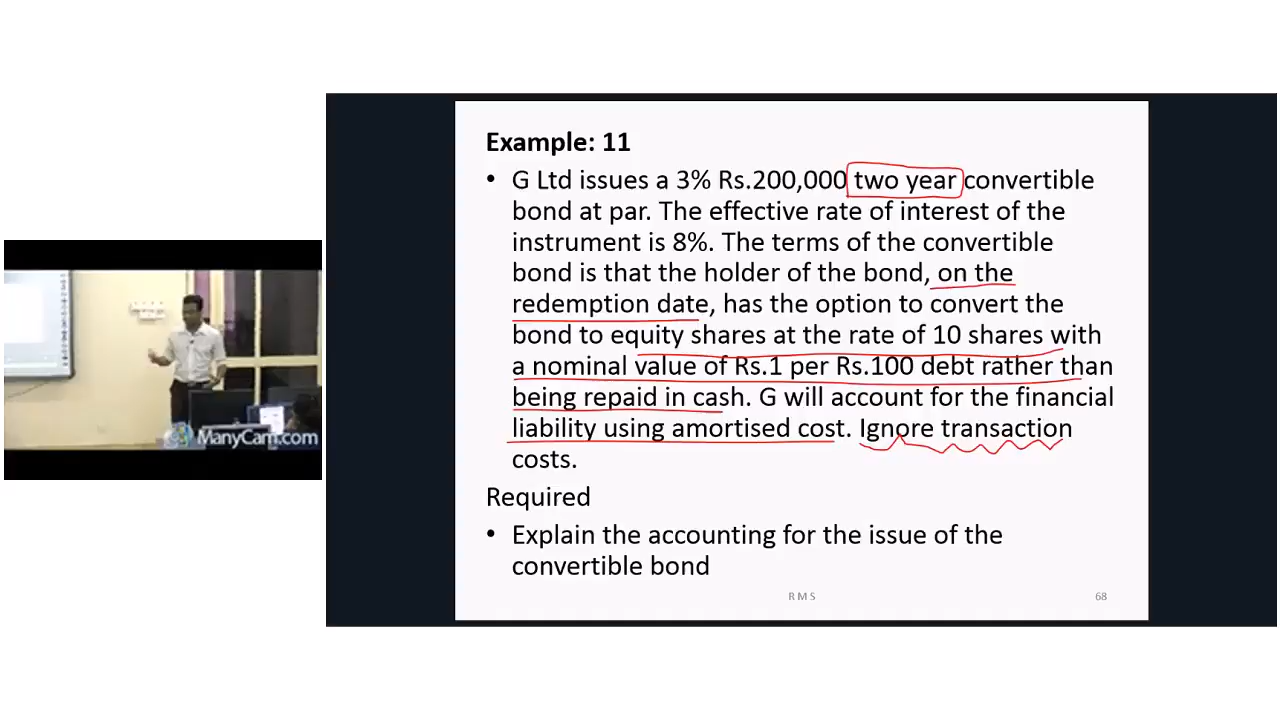 Example: 11
• G Ltd issues a 3% Rs.200,000 two year convertible
bond at par. The effective rate of interest of the
instrument is 8%. The terms of the convertible
bond is that the holder of the bond, on the
redemption date, has the option to convert the
bond to equity shares at the rate of 10 shares with
a nominal value of Rs.1 per Rs.100 debt rather than
being repaid in cash. G will account for the financial
liability using amortised cost. Ignore transaction
costs.
Required
• Explain the accounting for the issue of the
convertible bond
R M S
68
ManyCam.com